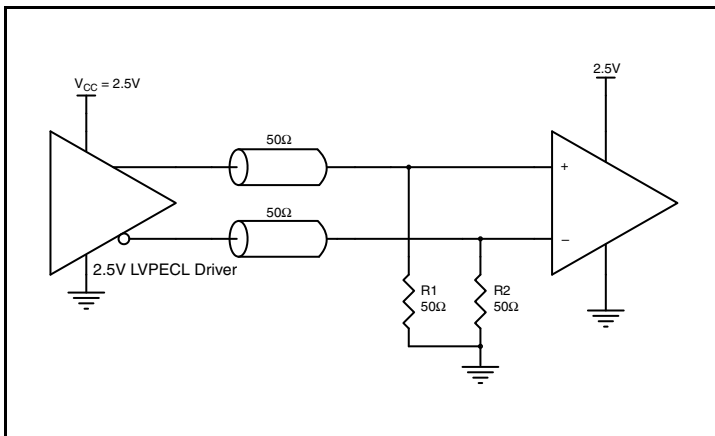 V_CC = 2.5V
2.5V
50Ω
50Ω
+
−
2.5V LVPECL Driver
R1
50Ω
R2
50Ω